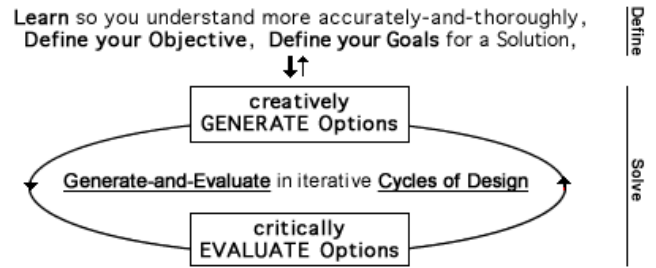 Learn so you understand more accurately-and-thoroughly,
Define your Objective, Define your Goals for a Solution,
Define
creatively
GENERATE Options
Generate-and-Evaluate in iterative Cycles of Design
Solve
critically
EVALUATE Options